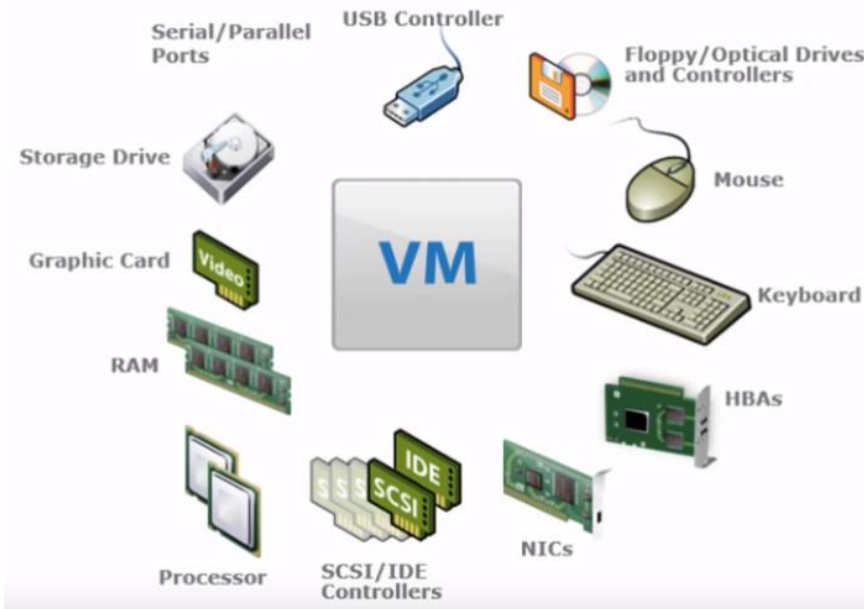 Serial/Parallel
Ports
USB Controller
Floppy/Optical Drives
and Controllers
Storage Drive
Mouse
VM
Graphic Card
Video
Keyboard
RAM
HBAs
IDE
S S S SCSI
NICs
Processor
SCSI/IDE
Controllers